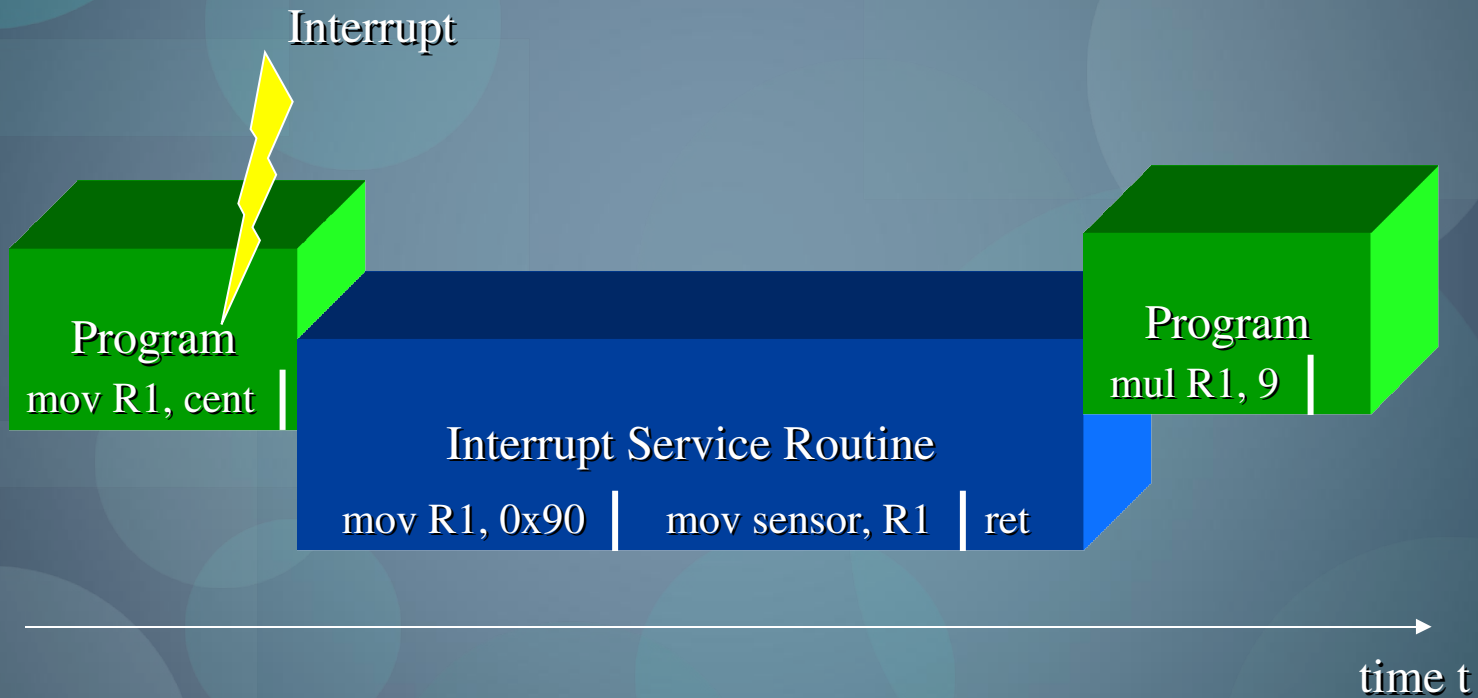 Interrupt
Program
mov R1, cent
Interrupt Service Routine
mov R1, 0x90 mov sensor, R1 ret
Program
mul R1, 9
time t